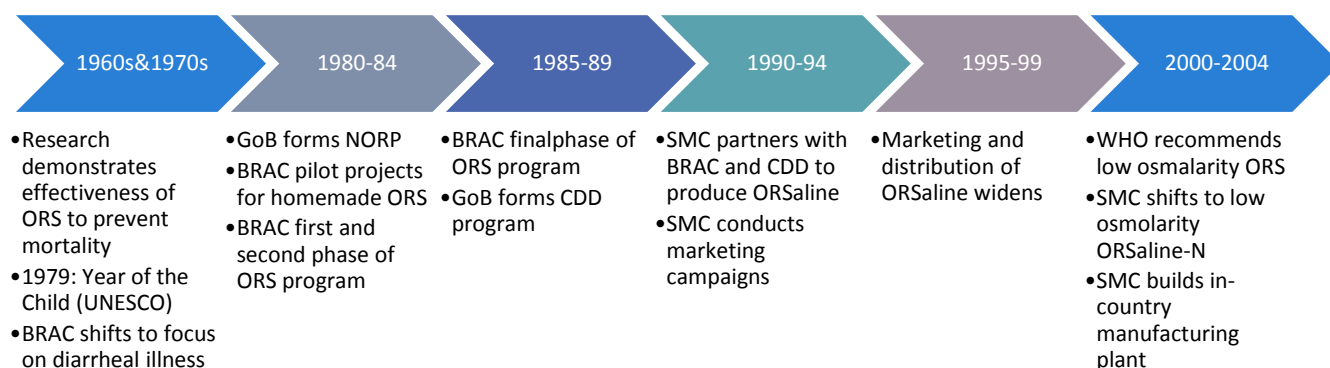 1960s&1970s
1980-84
1985-89
1990-94
1995-99
2000-2004
•Research
demonstrates
effectiveness of
ORS to prevent
mortality
•1979: Year of the
Child (UNESCO)
•BRAC shifts to focus
on diarrheal illness
•GoB forms NORP
•BRAC pilot projects
for homemade ORS
•BRAC first and
second phase of
ORS program
•BRAC finalphase of
ORS program
•GoB forms CDD
program
•SMC partners with
BRAC and CDD to
produce ORSaline
•SMC conducts
marketing
campaigns
•Marketing and
distribution of
ORSaline widens
•WHO recommends
low osmalarity ORS
•SMC shifts to low
osmolarity
ORSaline-N
•SMC builds in-
country
manufacturing
plant